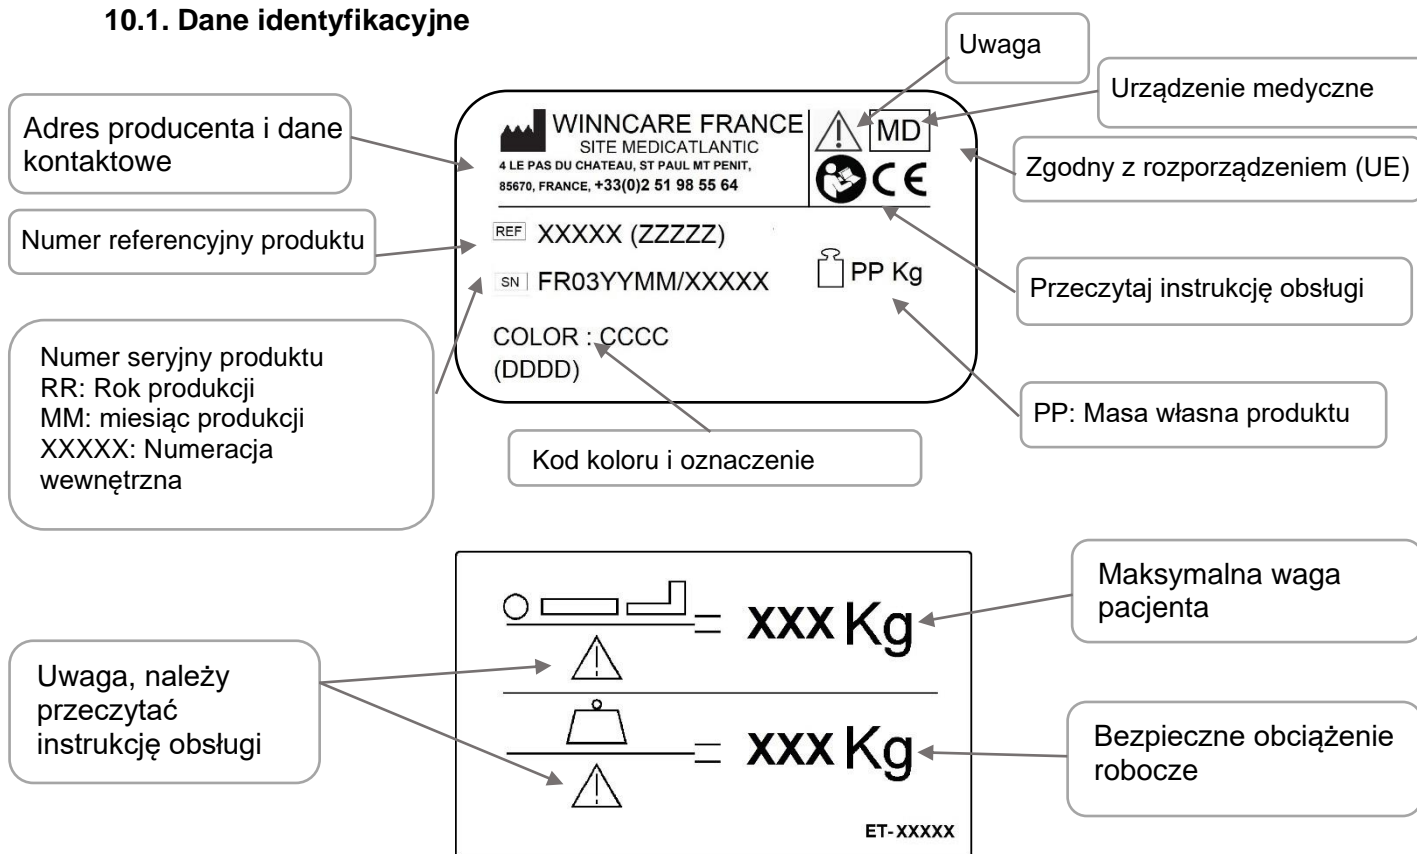 10.1. Dane identyfikacyjne
Uwaga
Urządzenie medyczne
Adres producenta i dane
kontaktowe
WINNCARE FRANCE
SITE MEDICATLANTIC
4 LE PAS DU CHATEAU, ST PAUL MT PENIT,
85670, FRANCE, +33(0)2 51 98 55 64
MD
CE
Zgodny z rozporządzeniem (UE)
Numer referencyjny produktu
REF XXXXX (ZZZZZ)
SN FR03YYMM/XXXXX
PP Kg
Przeczytaj instrukcję obsługi
Numer seryjny produktu
RR: Rok produkcji
MM: miesiąc produkcji
XXXXX: Numeracja
wewnętrzna
COLOR : CCCC
(DDDD)
PP: Masa własna produktu
Kod koloru i oznaczenie
Maksymalna waga
pacjenta
= XXX Kg
Uwaga, należy
przeczytać
instrukcję obsługi
= XXX Kg
Bezpieczne obciążenie
robocze
ET-XXXXX